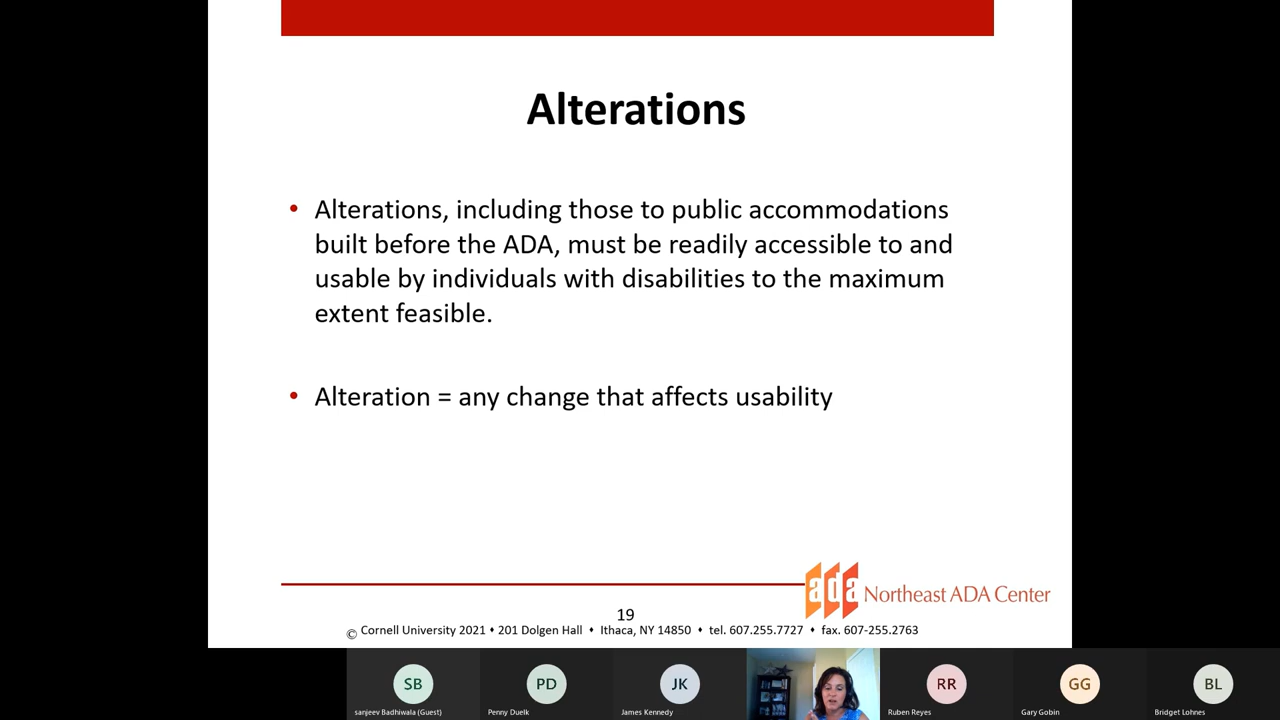 Alterations
• Alterations, including those to public accommodations
built before the ADA, must be readily accessible to and
usable by individuals with disabilities to the maximum
extent feasible.
• Alteration = any change that affects usability
ada Northeast ADA Center
19
© Cornell University 2021 • 201 Dolgen Hall • Ithaca, NY 14850 • tel. 607.255.7727 • fax. 607-255.2763
SB PD JK RR GG BL
sanjeev Badhiwala (Guest) Penny Duelk James Kennedy Ruben Reyes Gary Gobin Bridget Lohnes